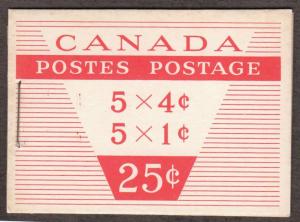 CANADA
POSTES POSTAGE
5 × 4¢
5 × 1¢
25¢